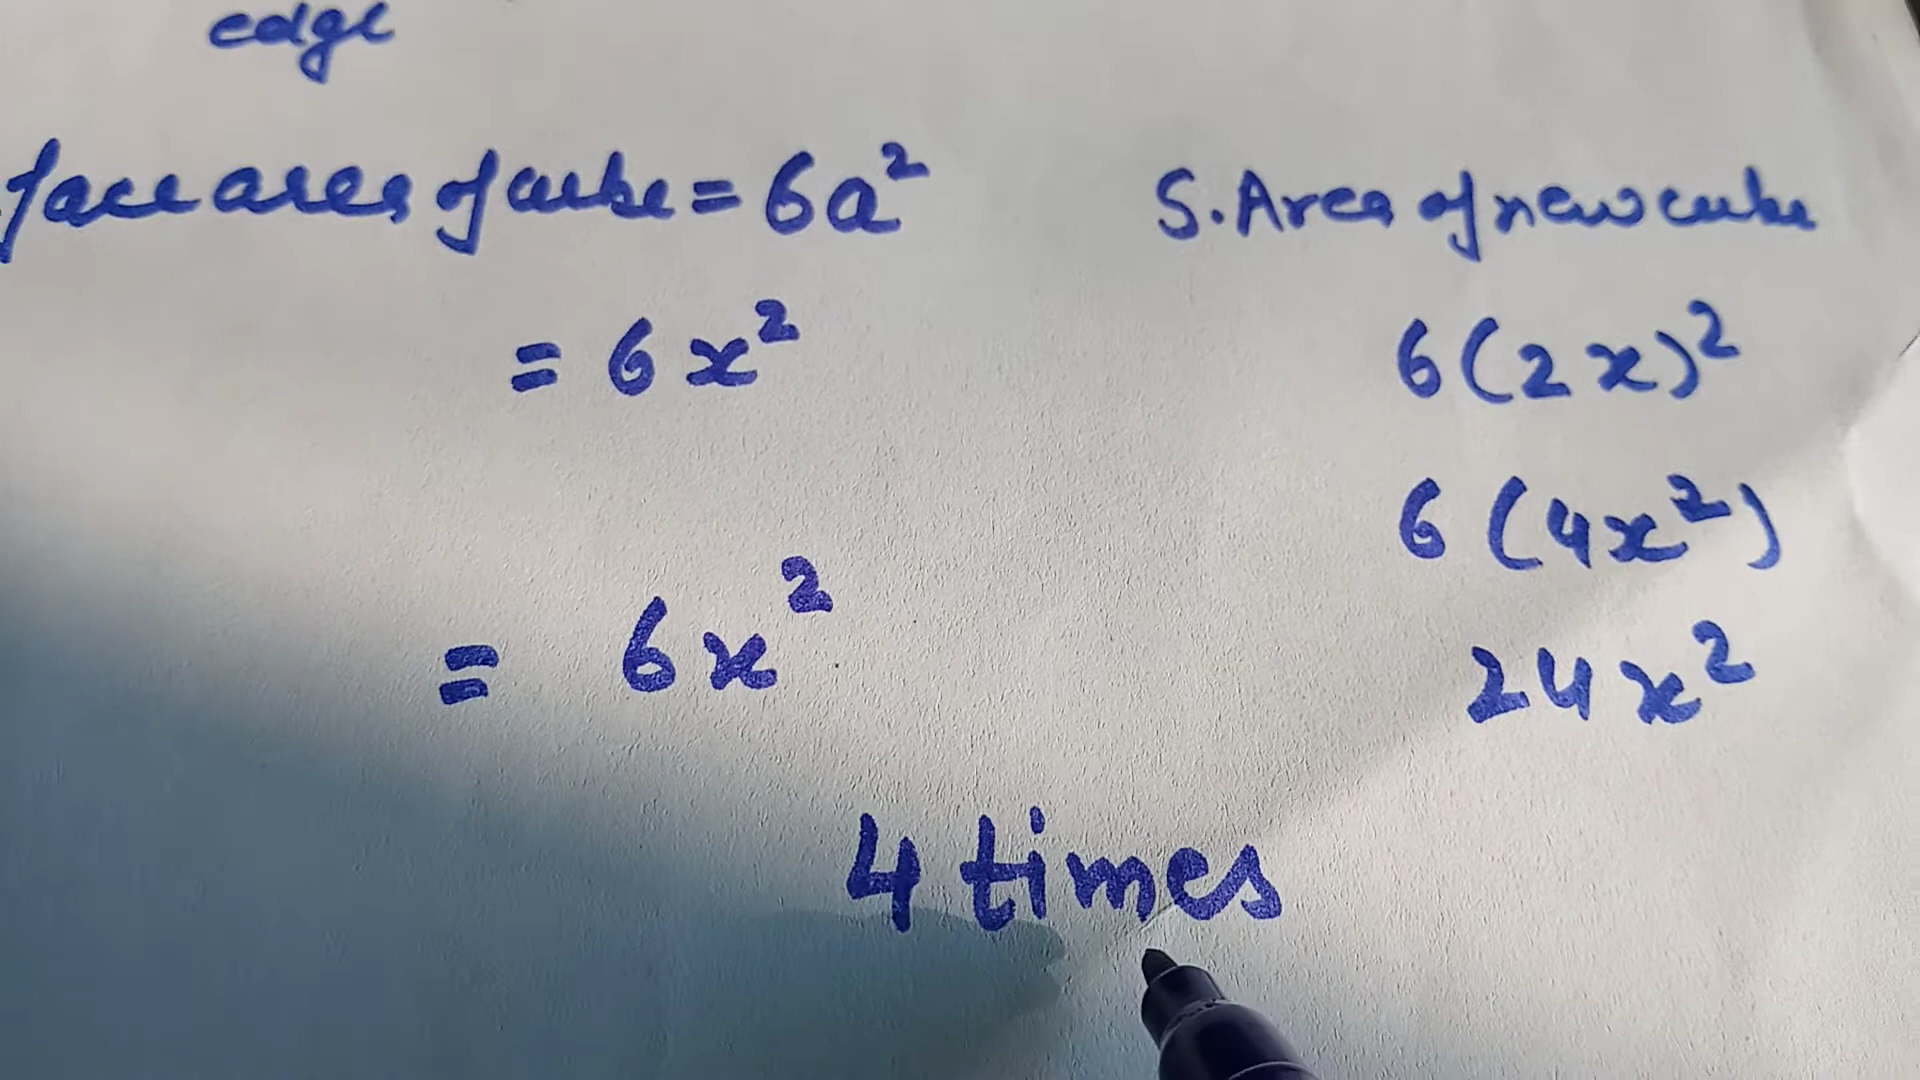 edge
face area of cube = 6a²
= 6x²
= 6x²
S. Area of new cube
6(2x)²
6(4x²)
24x²
4 times